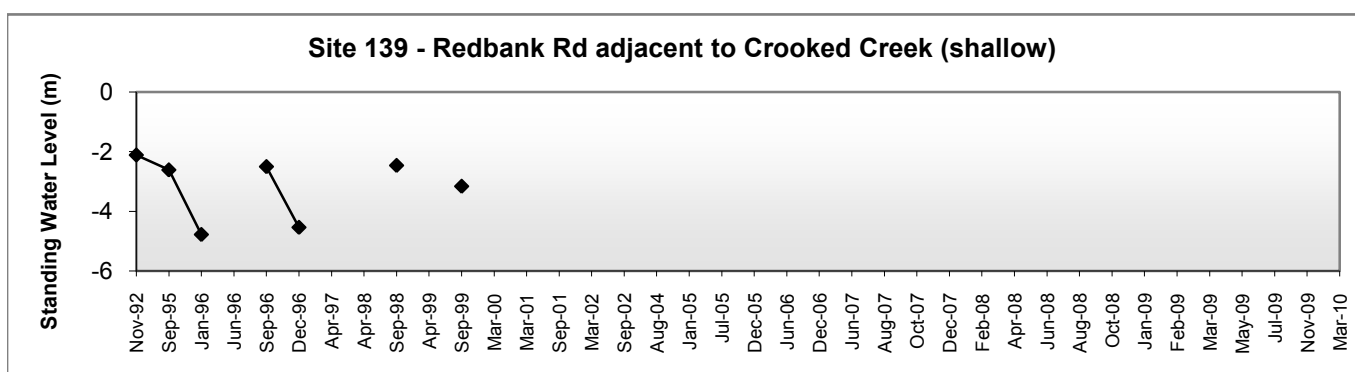 Site 139 - Redbank Rd adjacent to Crooked Creek (shallow)
Standing Water Level (m)
0
-2
-4
-6
Nov-92
Sep-95
Jan-96
Jun-96
Sep-96
Dec-96
Apr-97
Apr-98
Sep-98
Apr-99
Sep-99
Mar-00
Mar-01
Sep-01
Mar-02
Sep-02
Aug-04
Jan-05
Jul-05
Dec-05
Jun-06
Dec-06
Jun-07
Aug-07
Oct-07
Dec-07
Feb-08
Apr-08
Jun-08
Aug-08
Oct-08
Jan-09
Feb-09
Mar-09
May-09
Jul-09
Nov-09
Mar-10